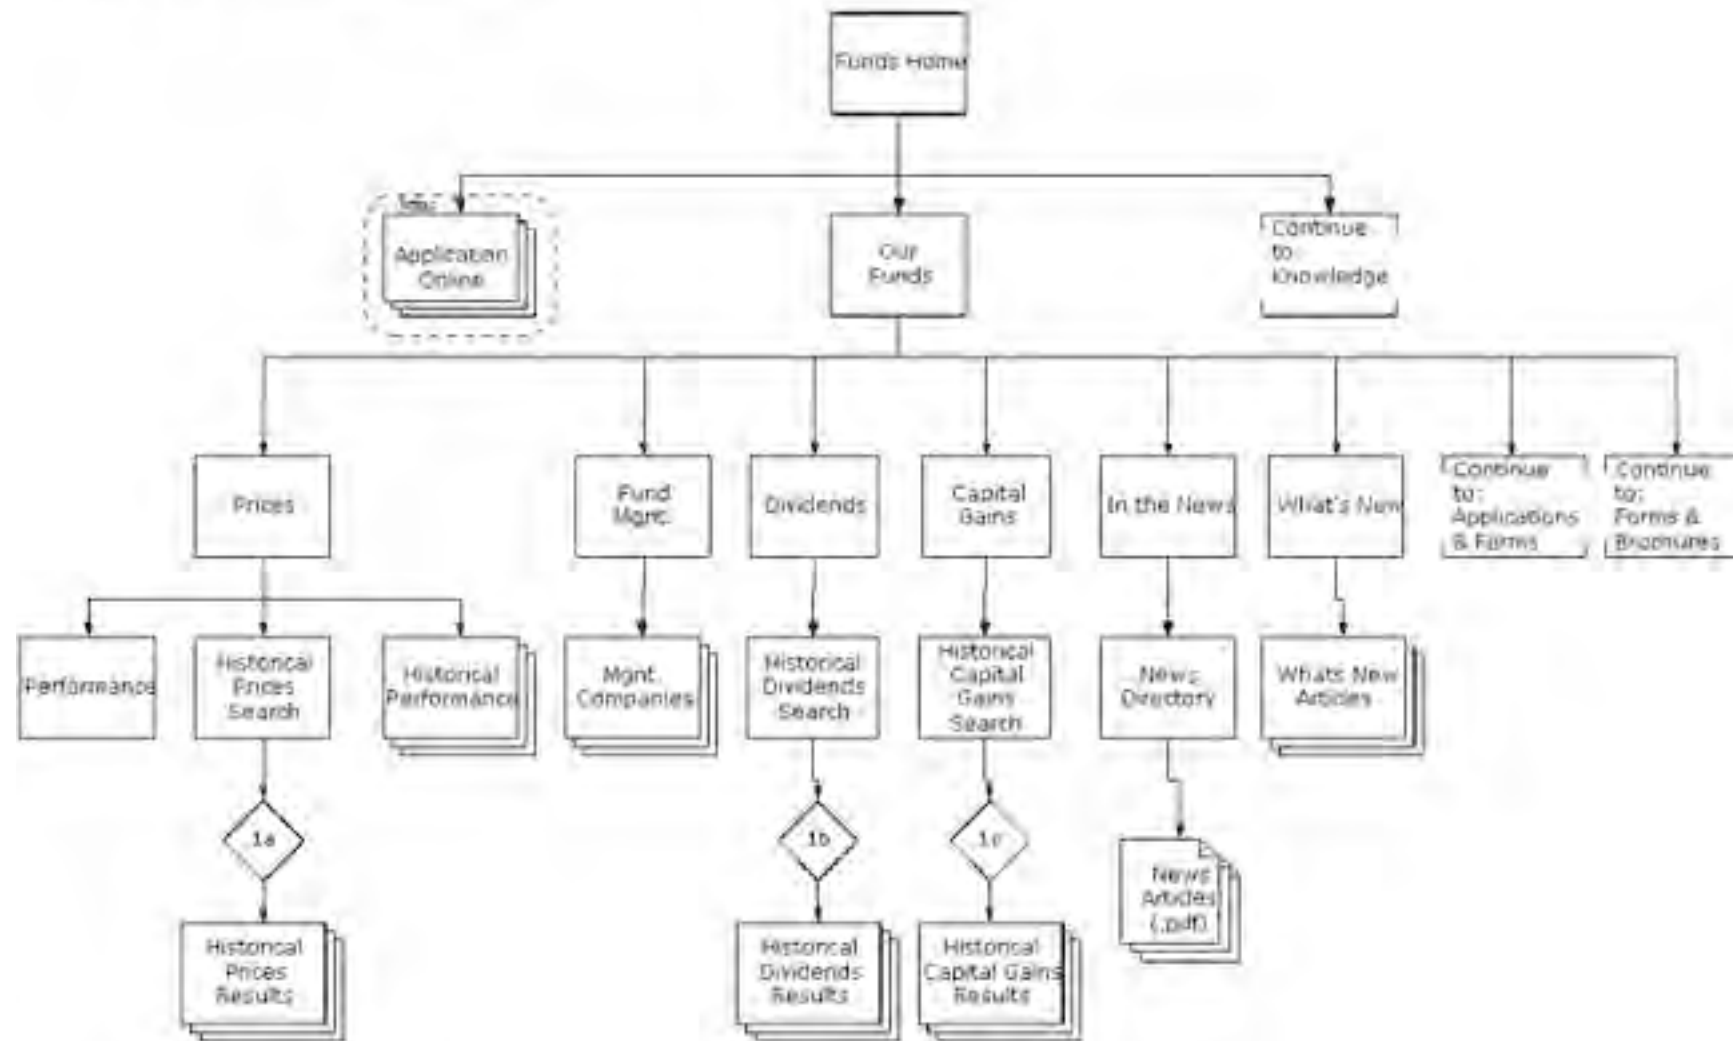 Funds Home
Application
Online
Our
Funds
Continue
to:
Knowledge
Prices
Fund
Mgnt.
Dividends
Capital
Gains
In the News
What's New
Continue
to:
Applications
& Forms
Continue
to:
Forms &
Brochures
Performance
Historical
Prices
Search
Historical
Performance
Mgnt.
Companies
Historical
Dividends
Search
Historical
Capital
Gains
Search
News
Directory
Whats New
Articles
1a
1b
1c
News
Articles
(.pdf)
Historical
Prices
Results
Historical
Dividends
Results
Historical
Capital Gains
Results